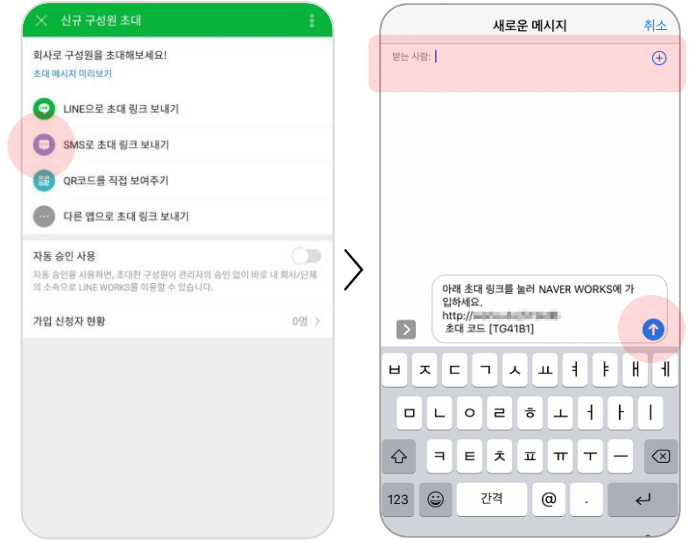 신규 구성원 초대
회사로 구성원을 초대해보세요!
초대 메시지 미리보기
LINE으로 초대 링크 보내기
SMS로 초대 링크 보내기
QR코드를 직접 보여주기
다른 앱으로 초대 링크 보내기
자동 승인 사용
자동 승인을 사용하면, 초대한 구성원이 관리자의 승인 없이 바로 내 회사/단체
의 소속으로 LINE WORKS를 이용할 수 있습니다.
가입 신청자 현황 0명
새로운 메시지 취소
받는 사람:
아래 초대 링크를 눌러 NAVER WORKS에 가
입하세요.
http://
초대 코드 [TG41B1]
ㅂ ㅈ ㄷ ㄱ ㅅ ㅛ ㅕ ㅑ ㅐ ㅔ
ㅁ ㄴ ㅇ ㄹ ㅎ ㅗ ㅓ ㅏ ㅣ
ㅋ ㅌ ㅊ ㅍ ㅠ ㅜ ㅡ
123 간격 @ .